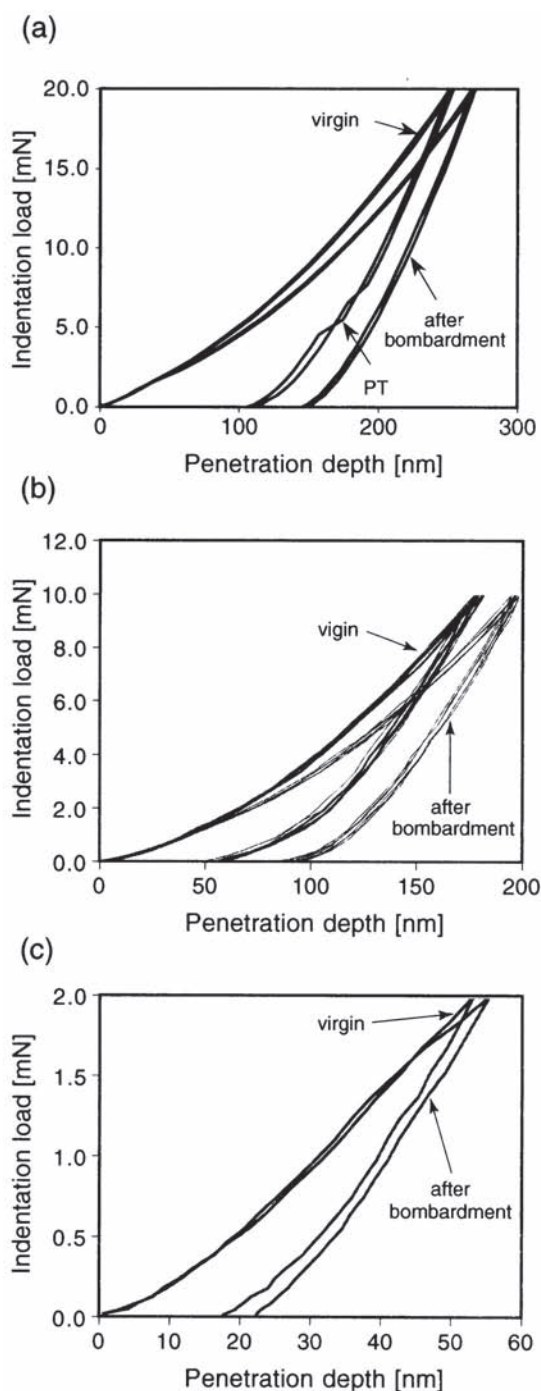 (a)
Indentation load [mN]
20.0
15.0
10.0
5.0
0.0
virgin
after
bombardment
PT
0
100
200
300
Penetration depth [nm]
(b)
Indentation load [mN]
12.0
10.0
8.0
6.0
4.0
2.0
0.0
vigin
after
bombardment
0
50
100
150
200
Penetration depth [nm]
(c)
Indentation load [mN]
2.0
1.5
1.0
0.5
0.0
virgin
after
bombardment
0
10
20
30
40
50
60
Penetration depth [nm]